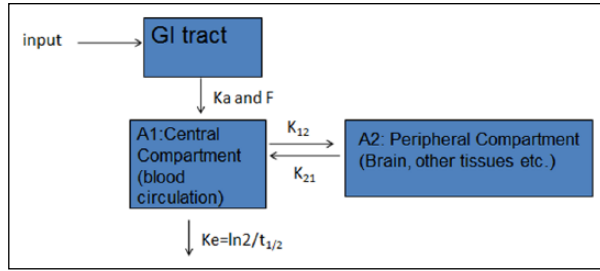 GI tract
input
Ka and F
A1:Central
Compartment
(blood
circulation)
K₁₂
K₂₁
A2: Peripheral Compartment
(Brain, other tissues etc.)
Ke=ln2/t₁/₂